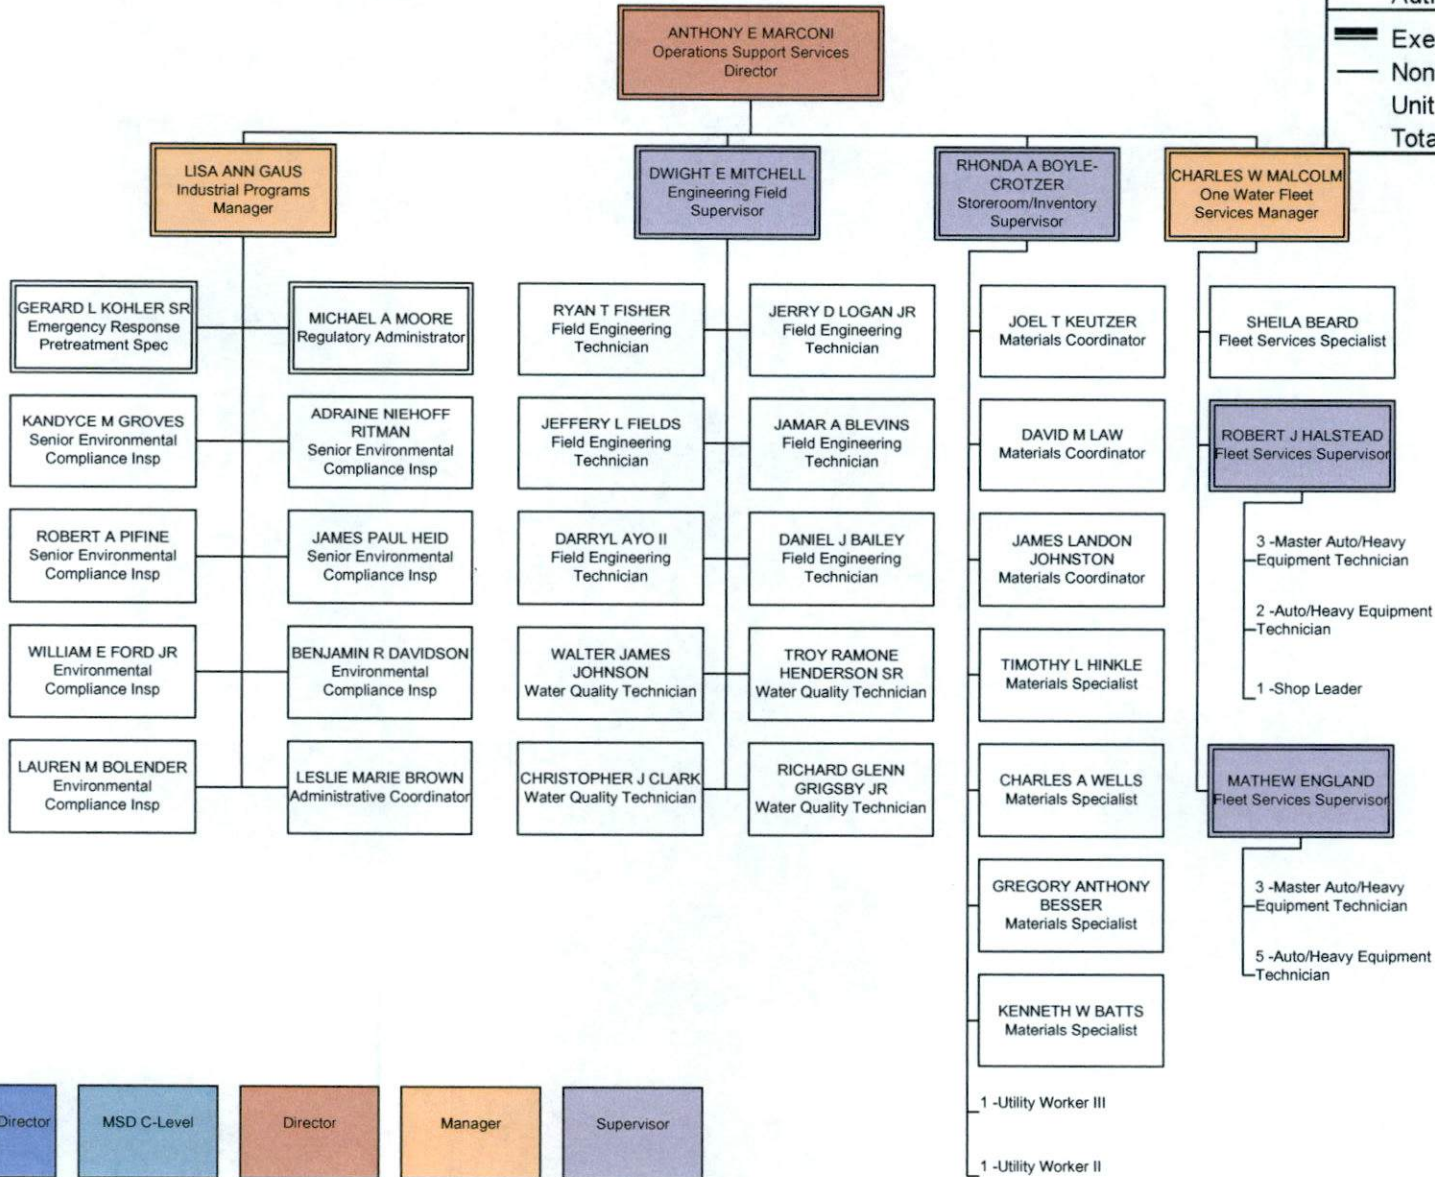 ANTHONY E MARCONI
Operations Support Services
Director
LISA ANN GAUS
Industrial Programs
Manager
DWIGHT E MITCHELL
Engineering Field
Supervisor
RHONDA A BOYLE-
CROTZER
Storeroom/Inventory
Supervisor
CHARLES W MALCOLM
One Water Fleet
Services Manager
GERARD L KOHLER SR
Emergency Response
Pretreatment Spec
MICHAEL A MOORE
Regulatory Administrator
KANDYCE M GROVES
Senior Environmental
Compliance Insp
ADRAINE NIEHOFF
RITMAN
Senior Environmental
Compliance Insp
ROBERT A PIFINE
Senior Environmental
Compliance Insp
JAMES PAUL HEID
Senior Environmental
Compliance Insp
WILLIAM E FORD JR
Environmental
Compliance Insp
BENJAMIN R DAVIDSON
Environmental
Compliance Insp
LAUREN M BOLENDER
Environmental
Compliance Insp
LESLIE MARIE BROWN
Administrative Coordinator
RYAN T FISHER
Field Engineering
Technician
JERRY D LOGAN JR
Field Engineering
Technician
JEFFERY L FIELDS
Field Engineering
Technician
JAMAR A BLEVINS
Field Engineering
Technician
DARRYL AYO II
Field Engineering
Technician
DANIEL J BAILEY
Field Engineering
Technician
WALTER JAMES
JOHNSON
Water Quality Technician
TROY RAMONE
HENDERSON SR
Water Quality Technician
CHRISTOPHER J CLARK
Water Quality Technician
RICHARD GLENN
GRIGSBY JR
Water Quality Technician
JOEL T KEUTZER
Materials Coordinator
DAVID M LAW
Materials Coordinator
JAMES LANDON
JOHNSTON
Materials Coordinator
TIMOTHY L HINKLE
Materials Specialist
CHARLES A WELLS
Materials Specialist
GREGORY ANTHONY
BESSER
Materials Specialist
KENNETH W BATTS
Materials Specialist
1 -Utility Worker III
1 -Utility Worker II
SHEILA BEARD
Fleet Services Specialist
ROBERT J HALSTEAD
Fleet Services Supervisor
3 -Master Auto/Heavy
Equipment Technician
2 -Auto/Heavy Equipment
Technician
1 -Shop Leader
MATHEW ENGLAND
Fleet Services Supervisor
3 -Master Auto/Heavy
Equipment Technician
5 -Auto/Heavy Equipment
Technician
Exe
Non
Unit
Tota
Director
MSD C-Level
Director
Manager
Supervisor